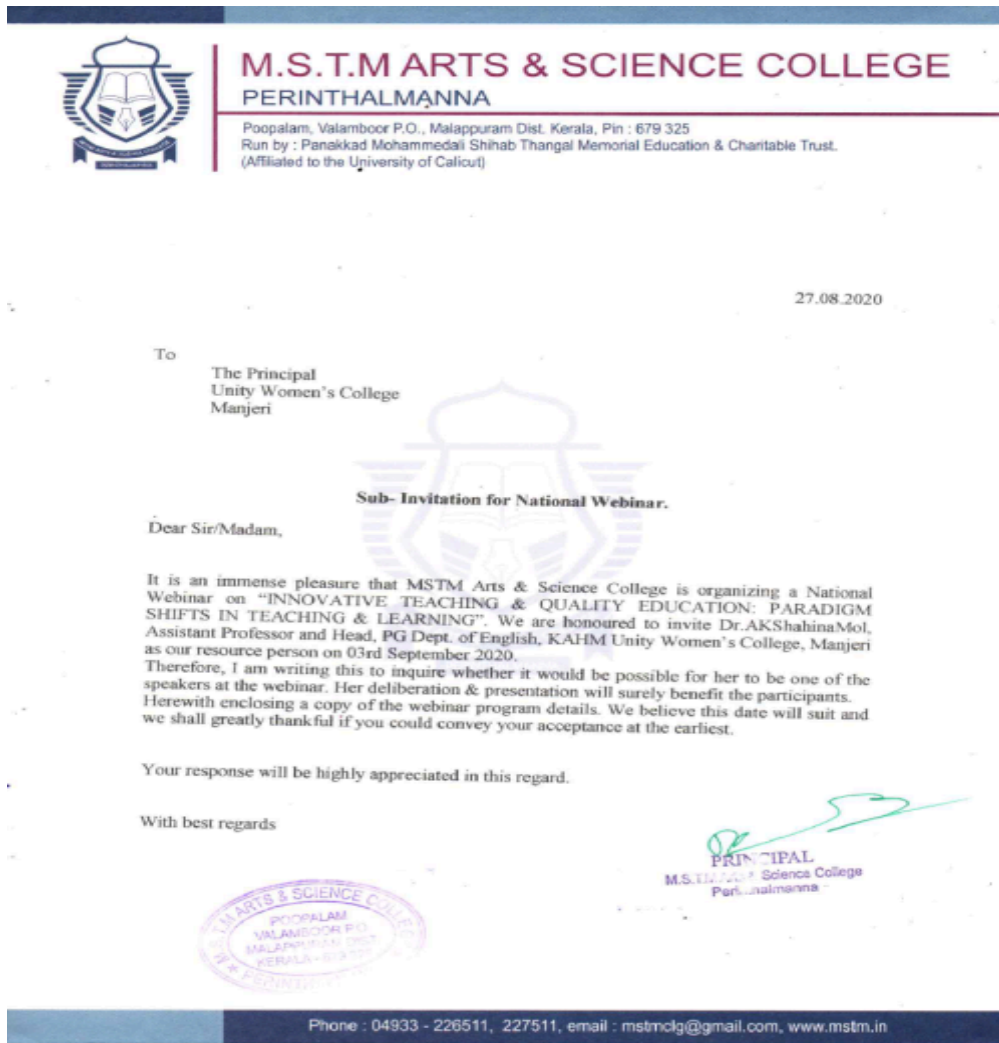 M.S.T.M ARTS & SCIENCE COLLEGE
PERINTHALMANNA
Poopalam, Valamboor P.O., Malappuram Dist. Kerala, Pin : 679 325
Run by : Panakkad Mohammedali Shihab Thangal Memorial Education & Charitable Trust.
(Affiliated to the University of Calicut)
27.08.2020
To
The Principal
Unity Women's College
Manjeri
Sub- Invitation for National Webinar.
Dear Sir/Madam,
It is an immense pleasure that MSTM Arts & Science College is organizing a National
Webinar on "INNOVATIVE TEACHING & QUALITY EDUCATION: PARADIGM
SHIFTS IN TEACHING & LEARNING". We are honoured to invite Dr.AKShahinaMol,
Assistant Professor and Head, PG Dept. of English, KAHM Unity Women's College, Manjeri
as our resource person on 03rd September 2020.
Therefore, I am writing this to inquire whether it would be possible for her to be one of the
speakers at the webinar. Her deliberation & presentation will surely benefit the participants.
Herewith enclosing a copy of the webinar program details. We believe this date will suit and
we shall greatly thankful if you could convey your acceptance at the earliest.
Your response will be highly appreciated in this regard.
With best regards
PRINCIPAL
Science College
M.S.T.M ARTS & SCIENCE COLLEGE
POOPALAM
VALAMBOOR P.O
MALAPPURAM DIST
KERALA
Phone : 04933 - 226511, 227511, email : mstmclg@gmail.com, www.mstm.in